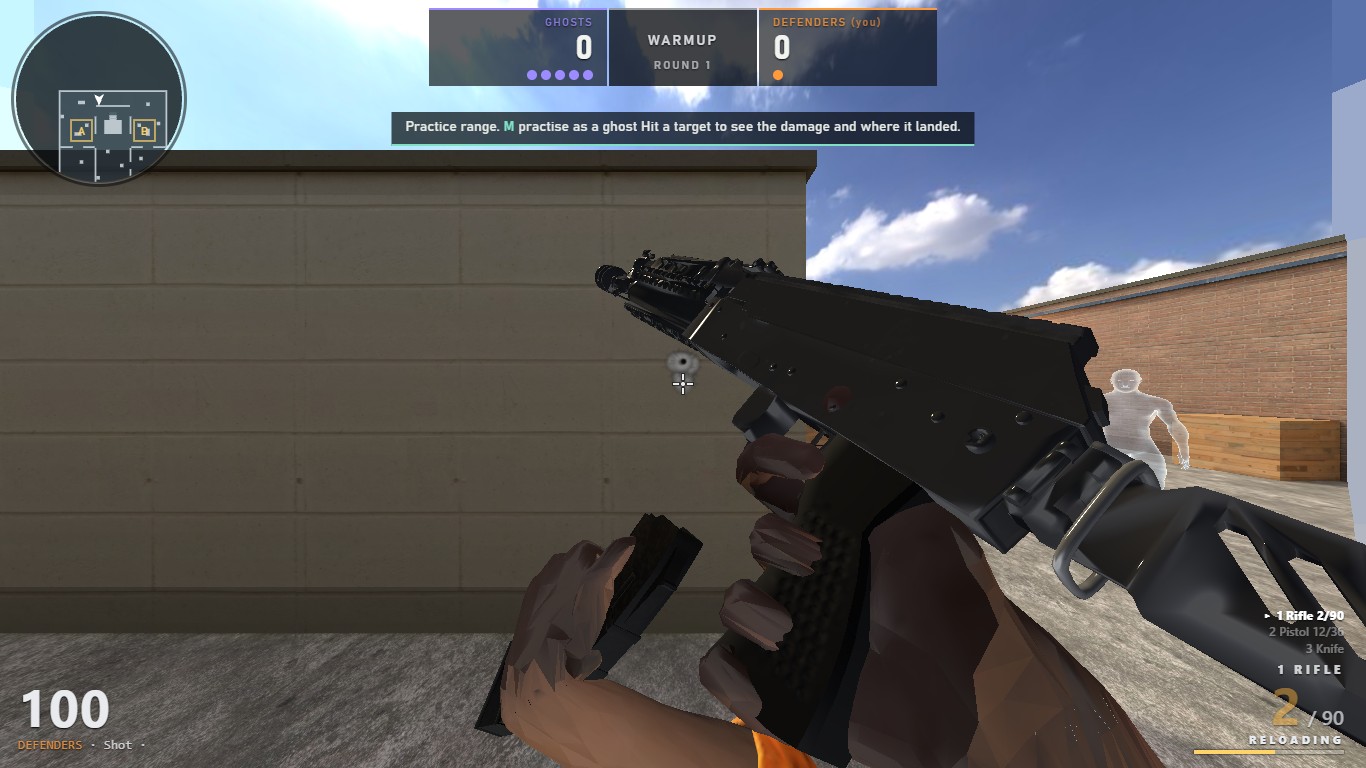 GHOSTS
0
WARMUP
ROUND 1
DEFENDERS (you)
0
A
B
Practice range. M practise as a ghost Hit a target to see the damage and where it landed.
1 Rifle 2/90
2 Pistol 12/36
3 Knife
1 RIFLE
2 / 90
RELOADING
100
DEFENDERS · Shot ·